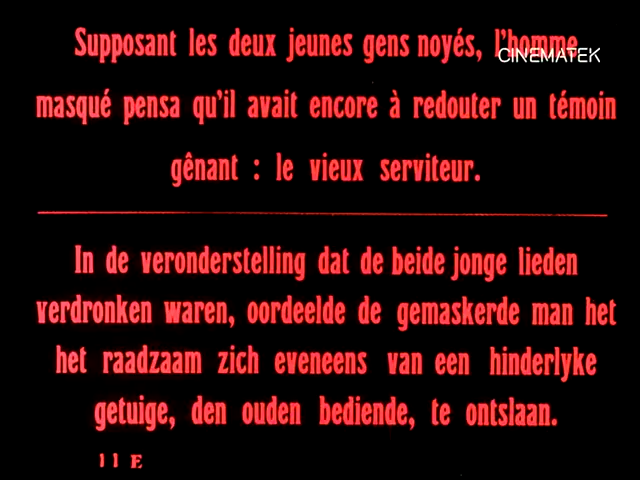 Supposant les deux jeunes gens noyés, l'homme
CINEMATEK
masqué pensa qu'il avait encore à redouter un témoin
gênant : le vieux serviteur.
In de veronderstelling dat de beide jonge lieden
verdronken waren, oordeelde de gemaskerde man het
het raadzaam zich eveneens van een hinderlyke
getuige, den ouden bediende, te ontslaan.
11 E